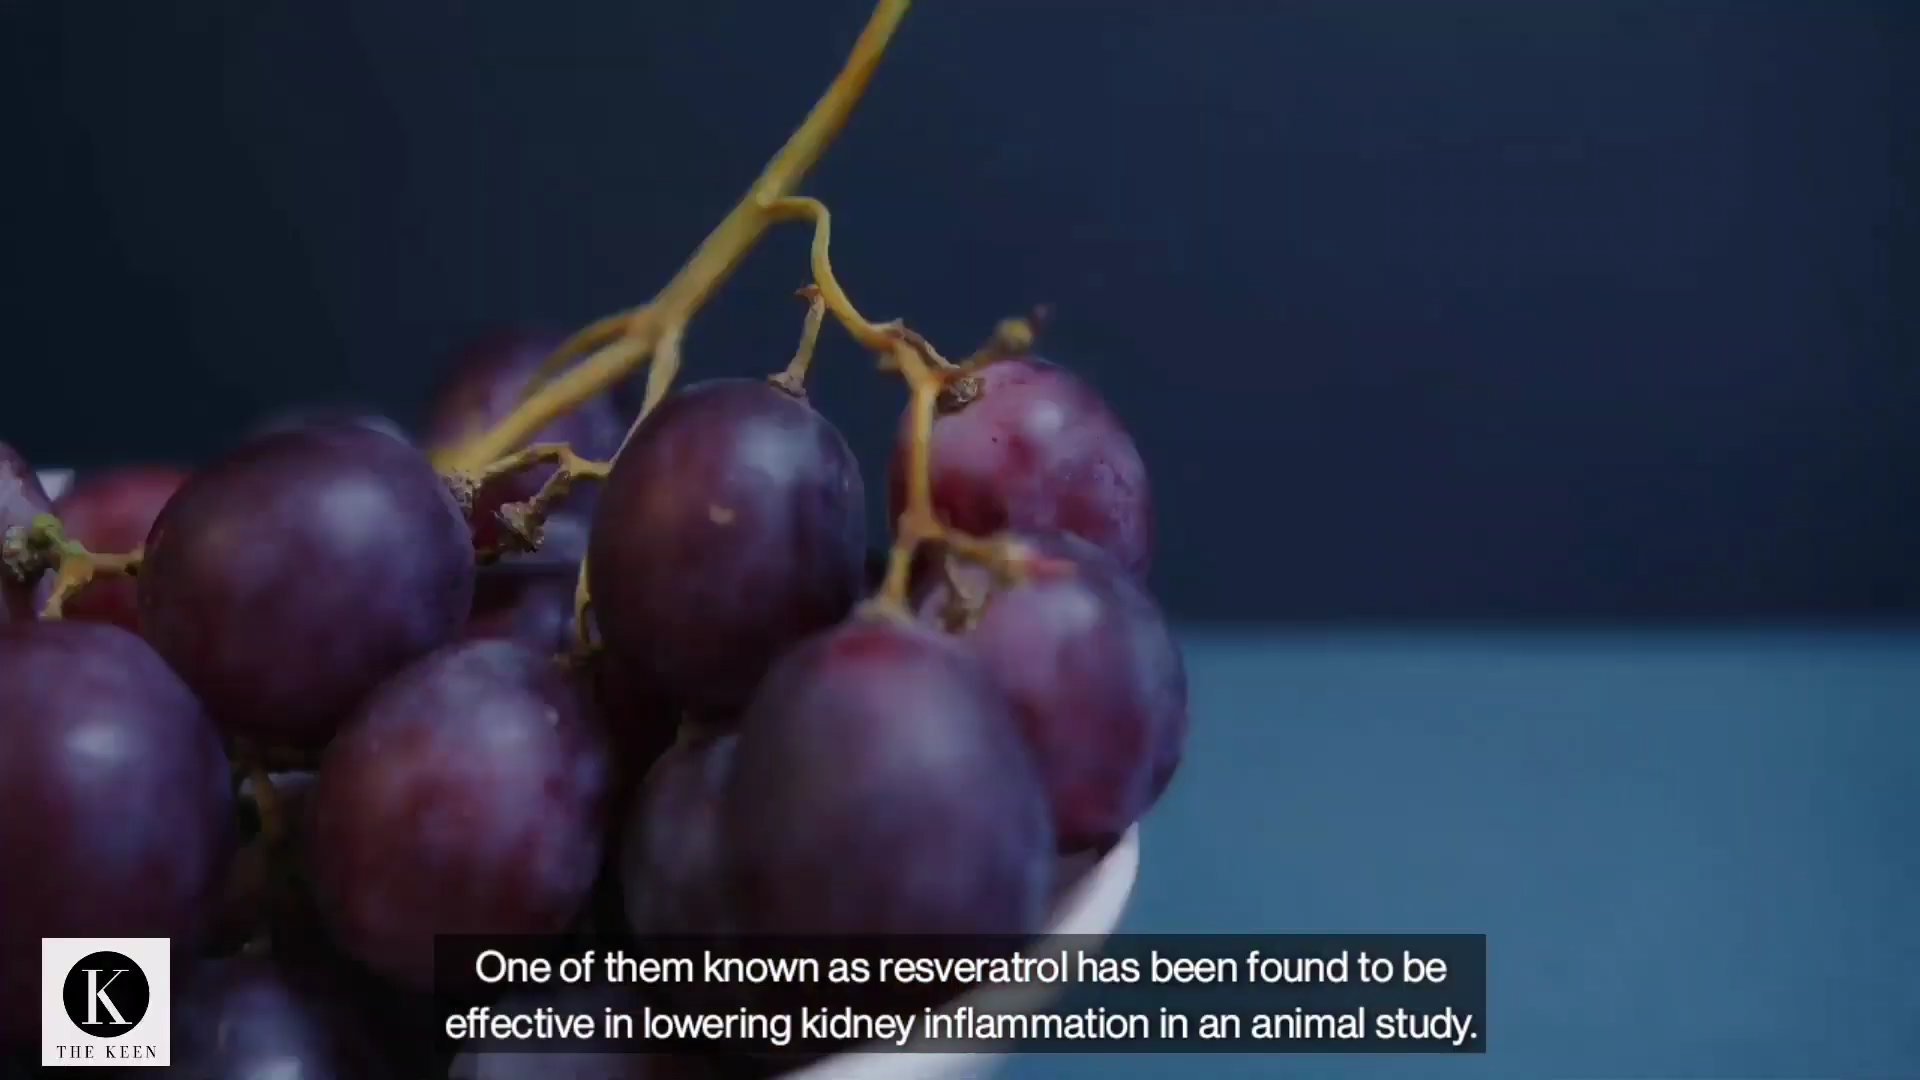 One of them known as resveratrol has been found to be
effective in lowering kidney inflammation in an animal study.
K
THE KEEN